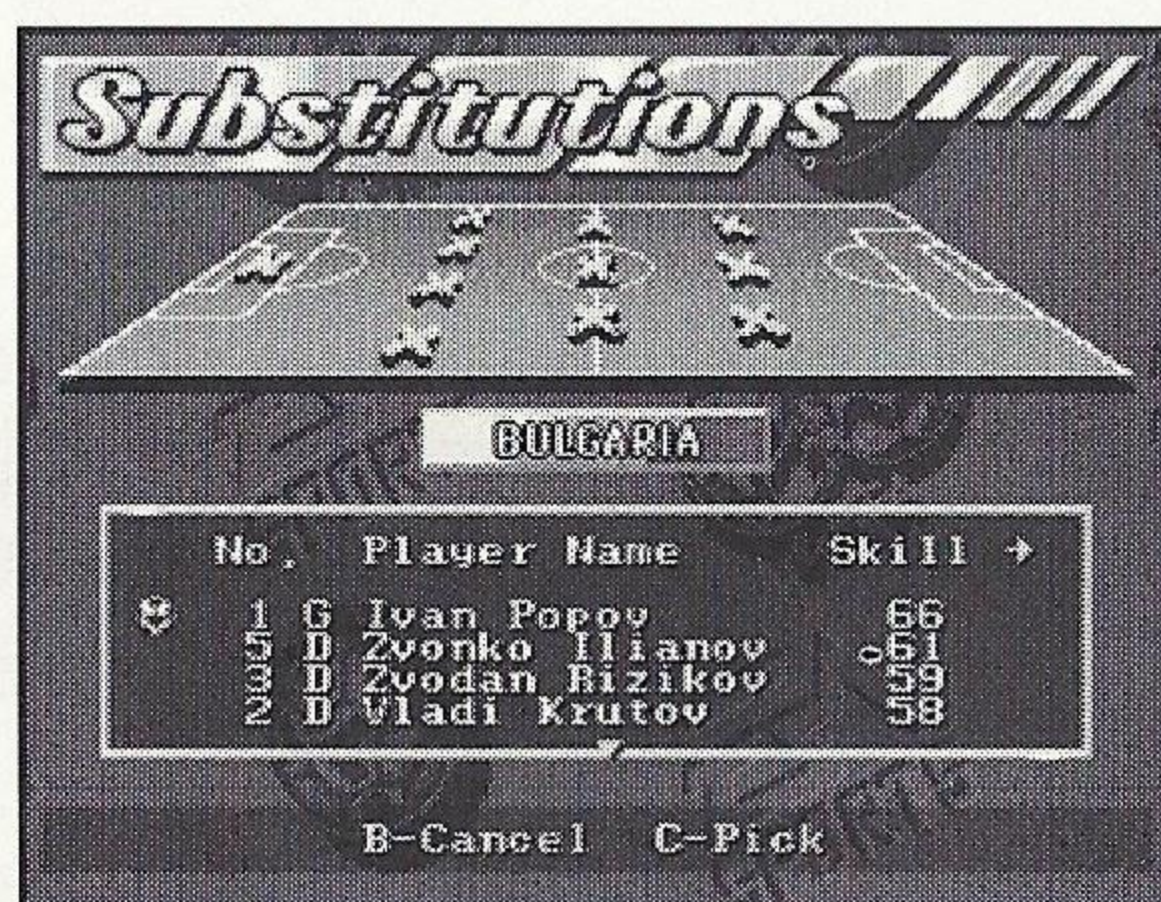 Substitutions
BULGARIA
No. Player Name Skill →
1 G Ivan Popov 66
5 D Zvonko Ilianov 61
3 D Zvodan Rizikov 59
2 D Vladi Krutov 58
B-Cancel C-Pick